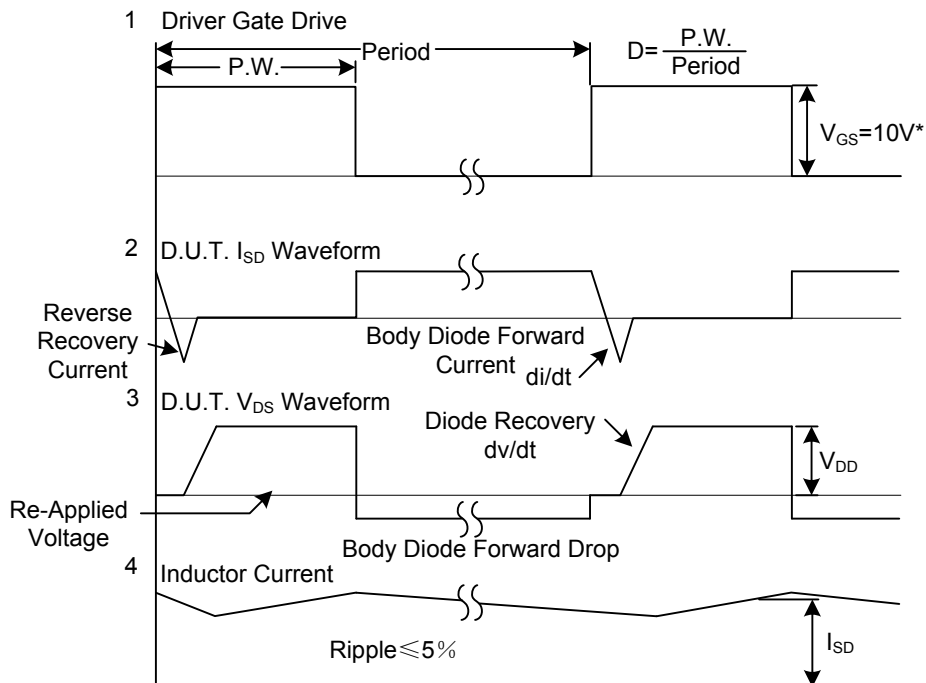 1 Driver Gate Drive
Period
P.W.
D= P.W.
Period
VGS=10V*
2 D.U.T. ISD Waveform
Reverse
Recovery
Current
Body Diode Forward
Current
di/dt
3 D.U.T. VDS Waveform
Diode Recovery
dv/dt
VDD
Re-Applied
Voltage
Body Diode Forward Drop
4 Inductor Current
Ripple≤5%
ISD